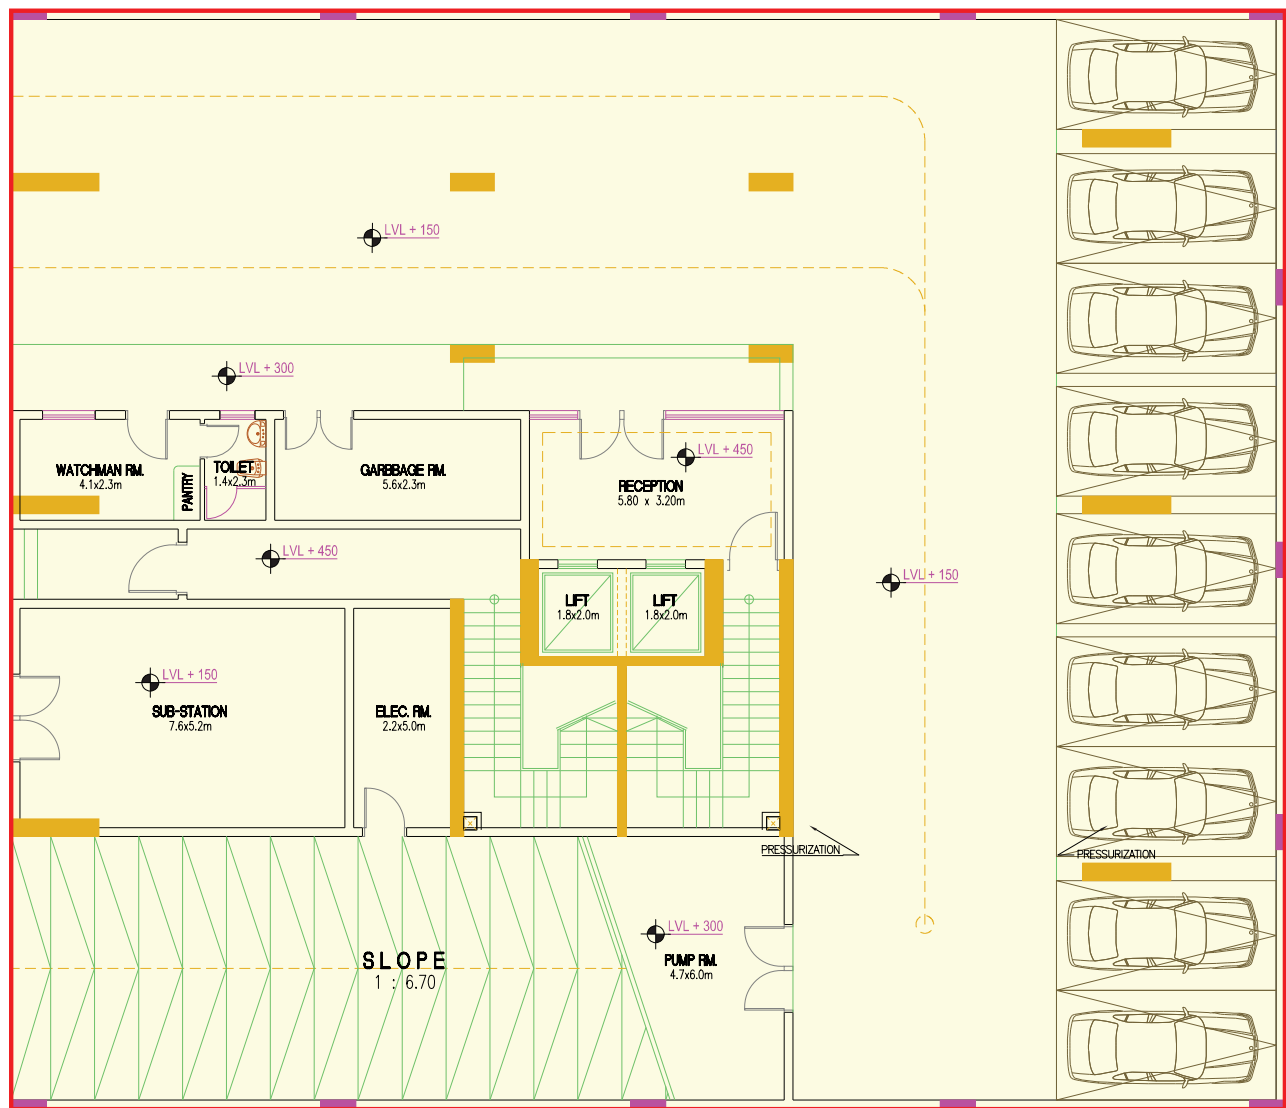 LVL + 150
LVL + 300
WATCHMAN RM.
4.1x2.3m
PANTRY
TOILET
1.4x2.3m
GARBBAGE RM.
5.6x2.3m
LVL + 450
RECEPTION
5.80 x 3.20m
LVL + 450
LIFT
1.8x2.0m
LIFT
1.8x2.0m
LVL + 150
LVL + 150
SUB-STATION
7.6x5.2m
ELEC. RM.
2.2x5.0m
PRESSURIZATION
PRESSURIZATION
LVL + 300
SLOPE
1 : 6.70
PUMP RM.
4.7x6.0m